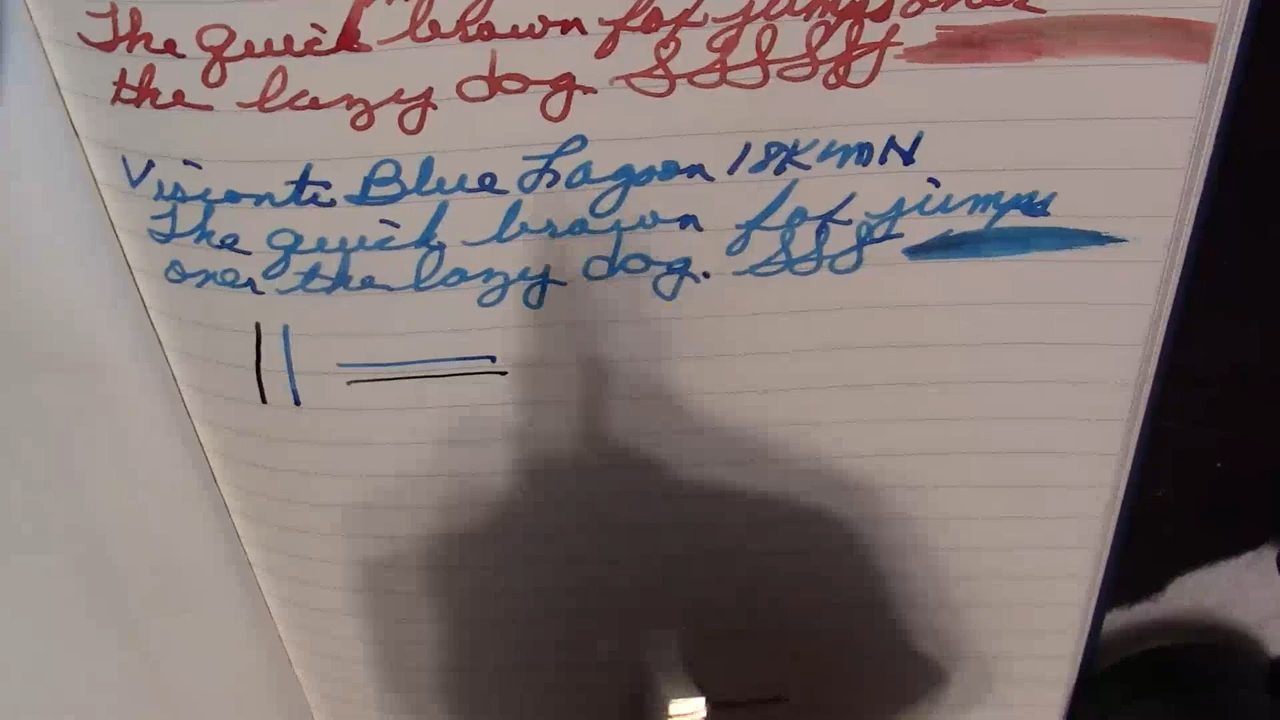 The quick brown fox jumps over
the lazy dog. SSSSS
Visconti Blue Lagoon 18K MN
The quick brown fox jumps
over the lazy dog. SSS